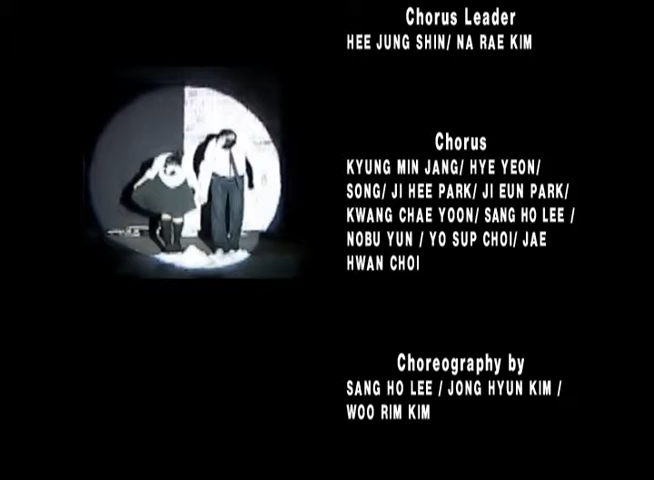 Chorus Leader
HEE JUNG SHIN/ NA RAE KIM
Chorus
KYUNG MIN JANG/ HYE YEON/
SONG/ JI HEE PARK/ JI EUN PARK/
KWANG CHAE YOON/ SANG HO LEE /
NOBU YUN / YO SUP CHOI/ JAE
HWAN CHOI
Choreography by
SANG HO LEE / JONG HYUN KIM /
WOO RIM KIM